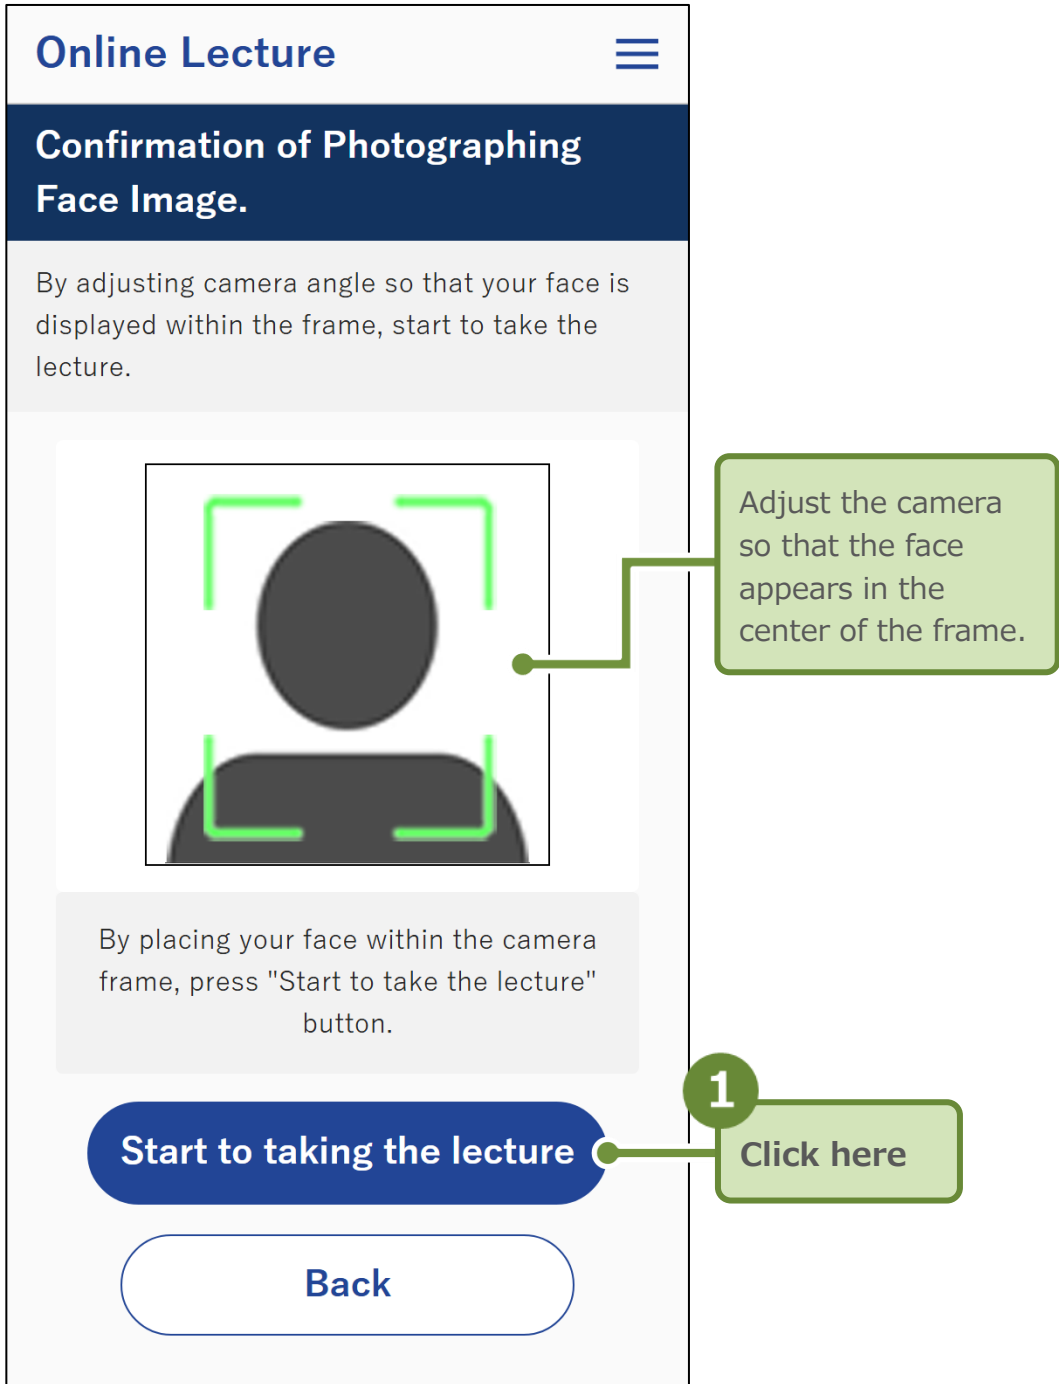 Online Lecture
Confirmation of Photographing
Face Image.
By adjusting camera angle so that your face is
displayed within the frame, start to take the
lecture.
Adjust the camera
so that the face
appears in the
center of the frame.
By placing your face within the camera
frame, press "Start to take the lecture"
button.
Start to taking the lecture
1
Click here
Back